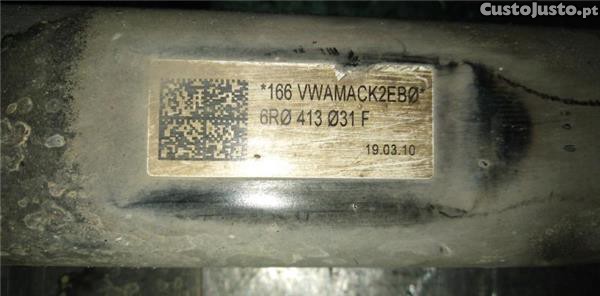 CustoJusto.pt
*166 VWAMACK2EBØ*
6RØ 413 Ø31 F
19.03.10